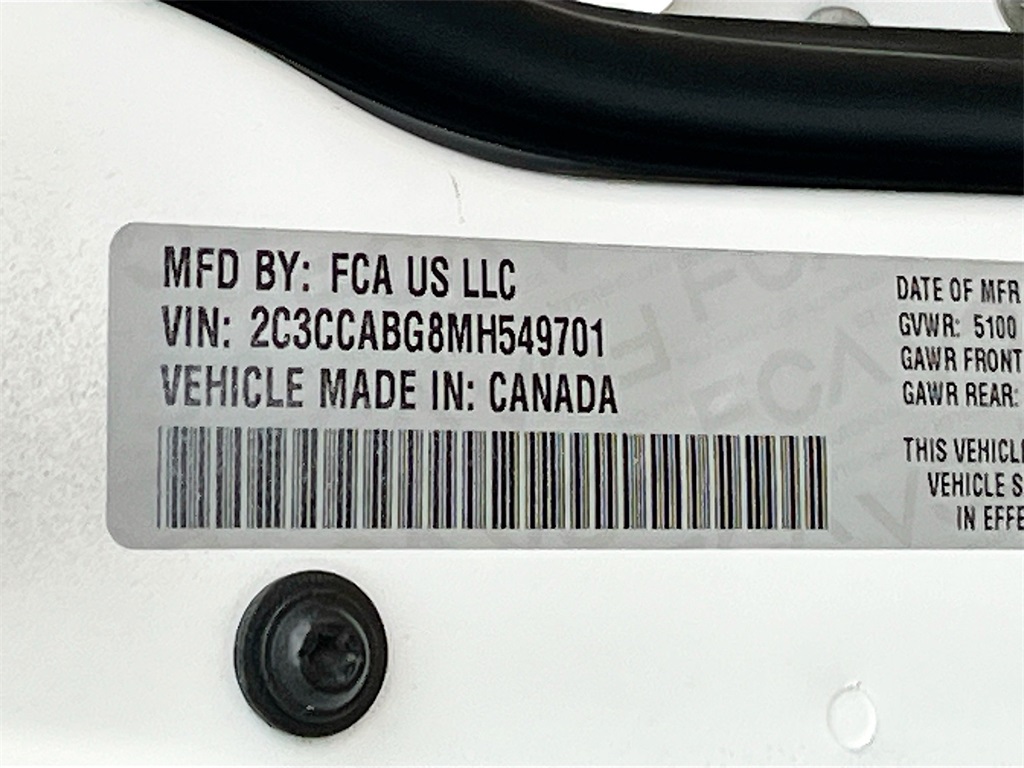 MFD BY: FCA US LLC
VIN: 2C3CCABG8MH549701
VEHICLE MADE IN: CANADA
DATE OF MFR
GVWR: 5100
GAWR FRONT
GAWR REAR:
THIS VEHICLE
VEHICLE S
IN EFFE
FCA